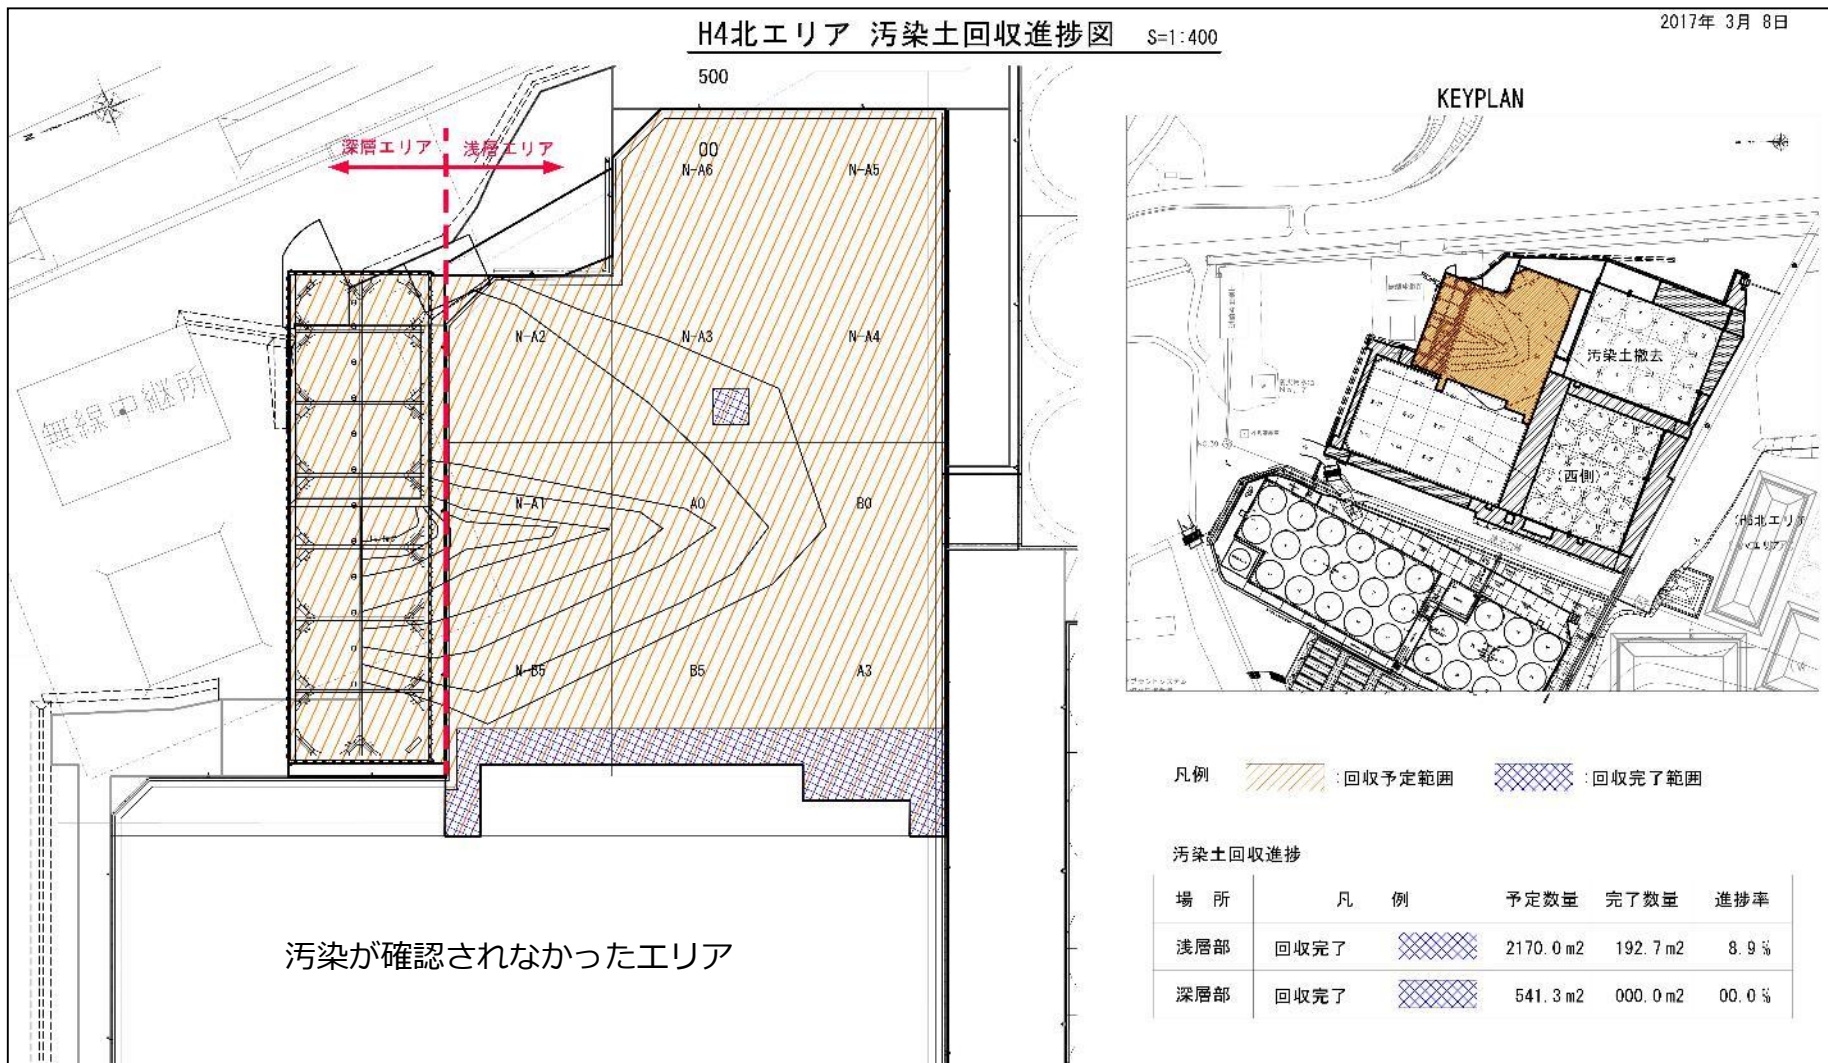 H4北エリア 汚染土回収進捗図 S=1:400
2017年 3月 8日
500
KEYPLAN
N
深層エリア 浅層エリア
00
N-A6 N-A5
N-A2 N-A3 N-A4
無線中継所
N-A1 A0 B0
N-B5 B5 A3
汚染土撤去
西側
汚染が確認されなかったエリア
凡例 :回収予定範囲 :回収完了範囲
汚染土回収進捗
場 所 凡 例 予定数量 完了数量 進捗率
浅層部 回収完了 2170.0m2 192.7m2 8.9%
深層部 回収完了 541.3m2 000.0m2 00.0%